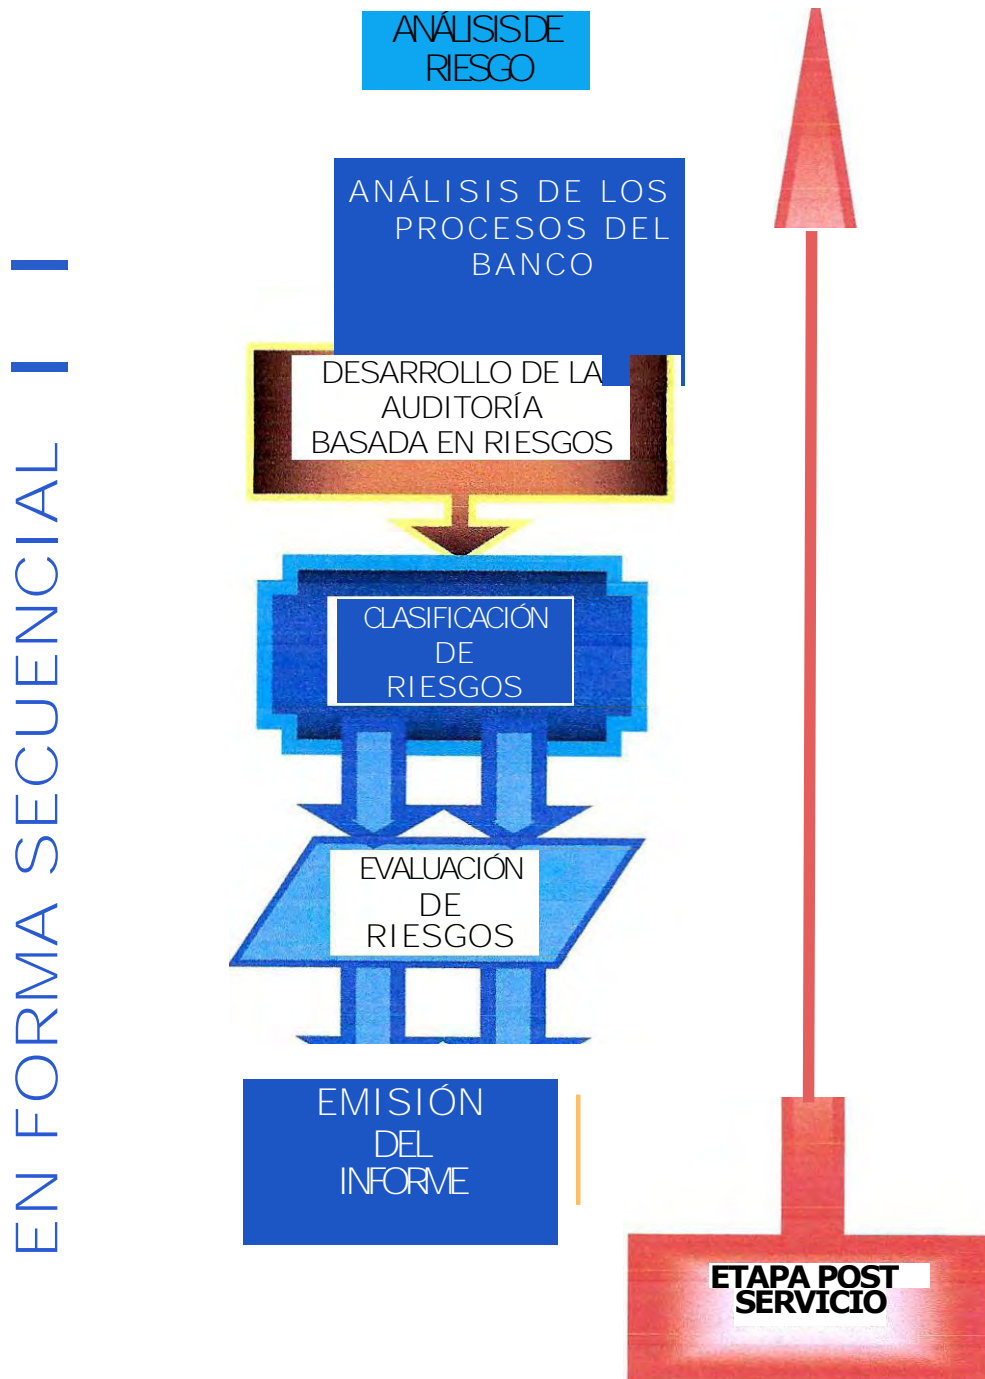 ANÁLISIS DE
RIESGO
ANÁLISIS DE LOS
PROCESOS DEL
BANCO
DESARROLLO DE LA
AUDITORÍA
BASADA EN RIESGOS
CLASIFICACIÓN
DE
RIESGOS
EVALUACIÓN
DE
RIESGOS
EMISIÓN
DEL
INFORME
EN FORMA SECUENCIAL
ETAPA POST
SERVICIO